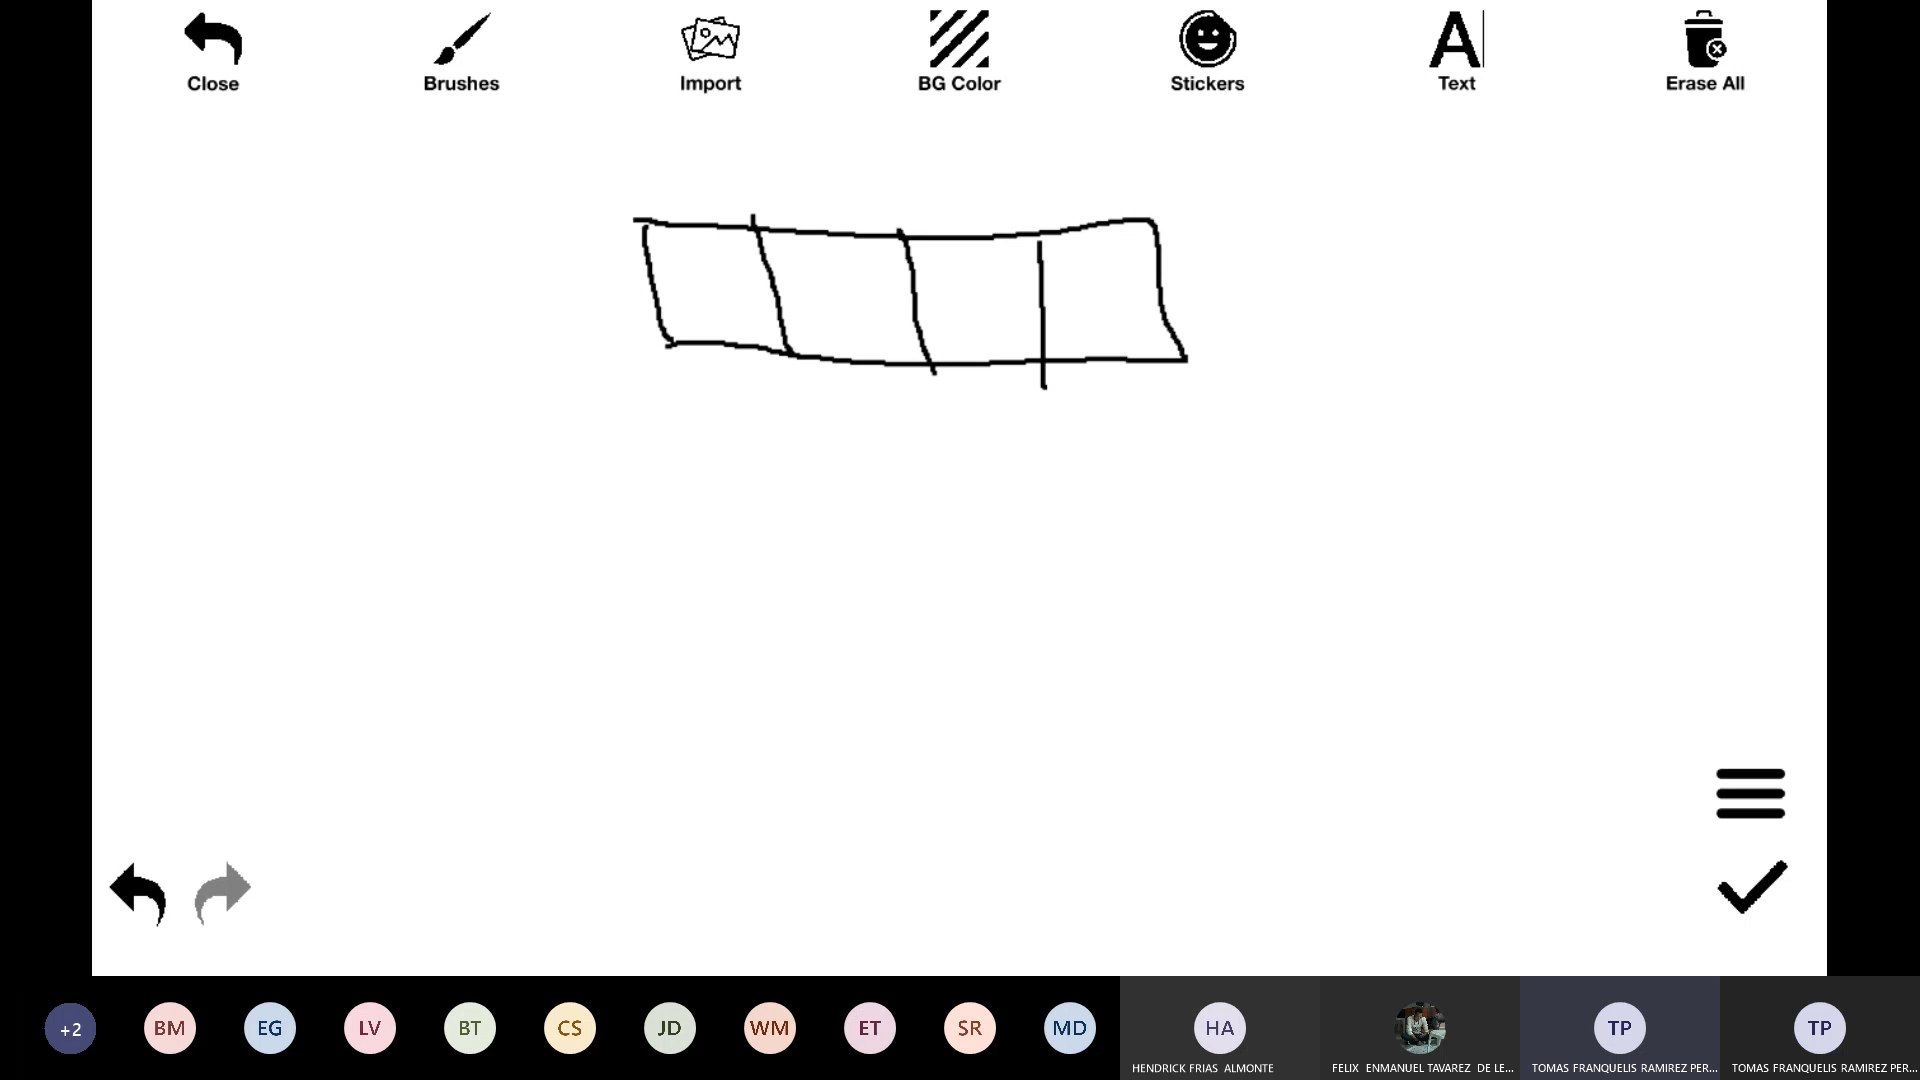 Close Brushes Import BG Color Stickers Text Erase All
+2 BM EG LV BT CS JD WM ET SR MD HA TP TP
HENDRICK FRIAS ALMONTE FELIX ENMANUEL TAVAREZ DE LE... TOMAS FRANQUELIS RAMIREZ PER... TOMAS FRANQUELIS RAMIREZ PER...